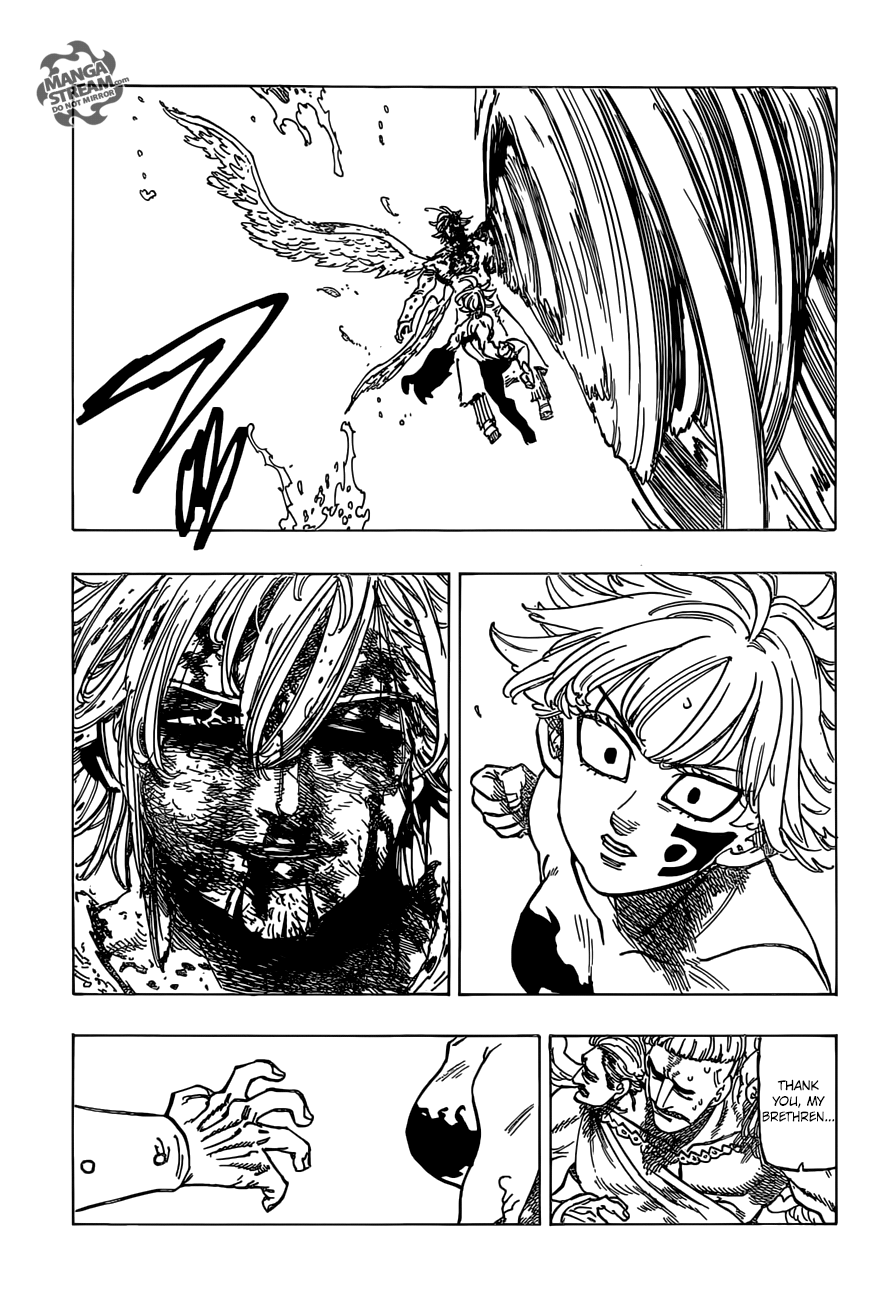 MANGA
STREAM.com
DO NOT MIRROR
THANK
YOU, MY
BRETHREN...